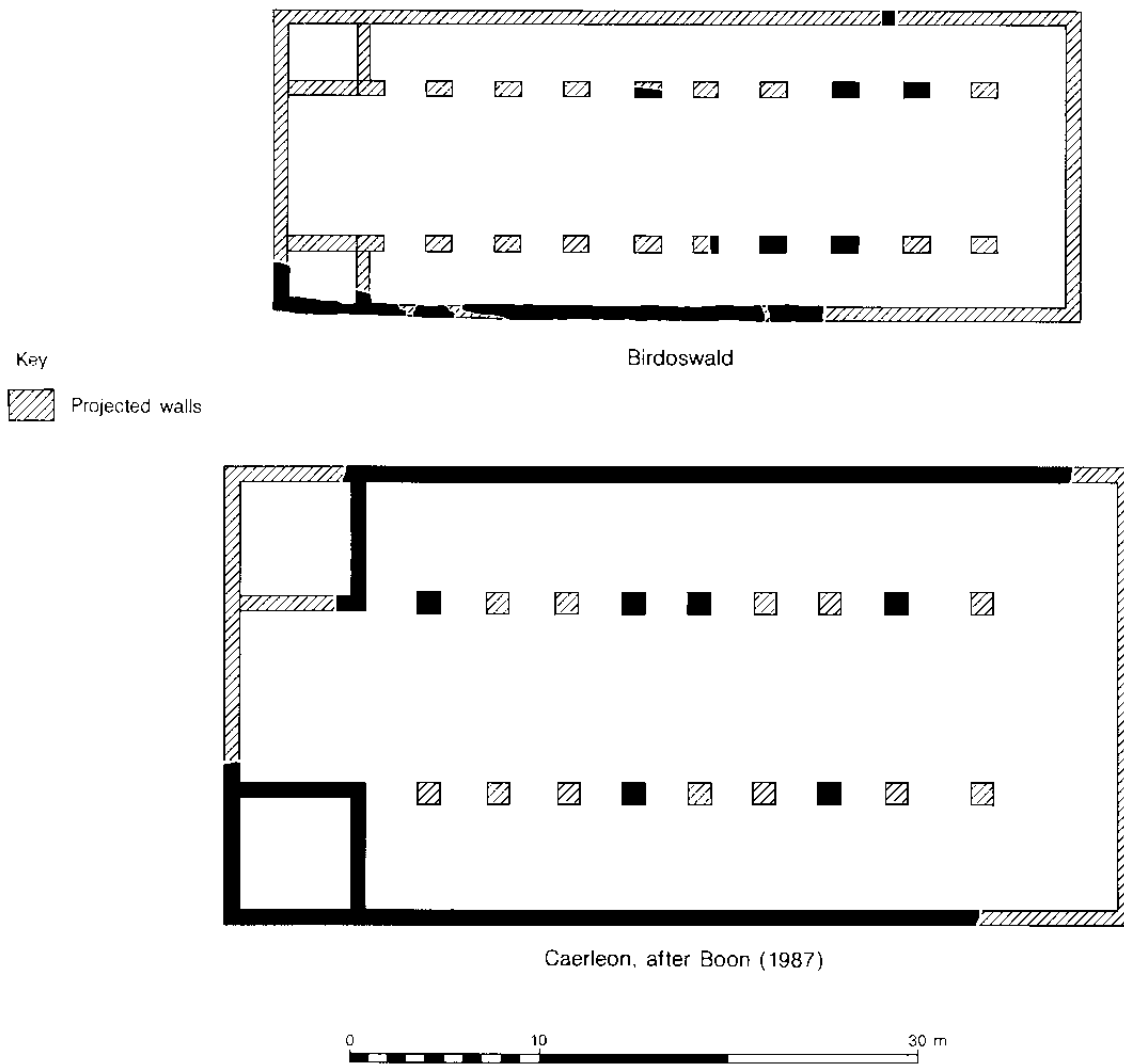 Birdoswald
Key
Projected walls
Caerleon, after Boon (1987)
0 10 30 m